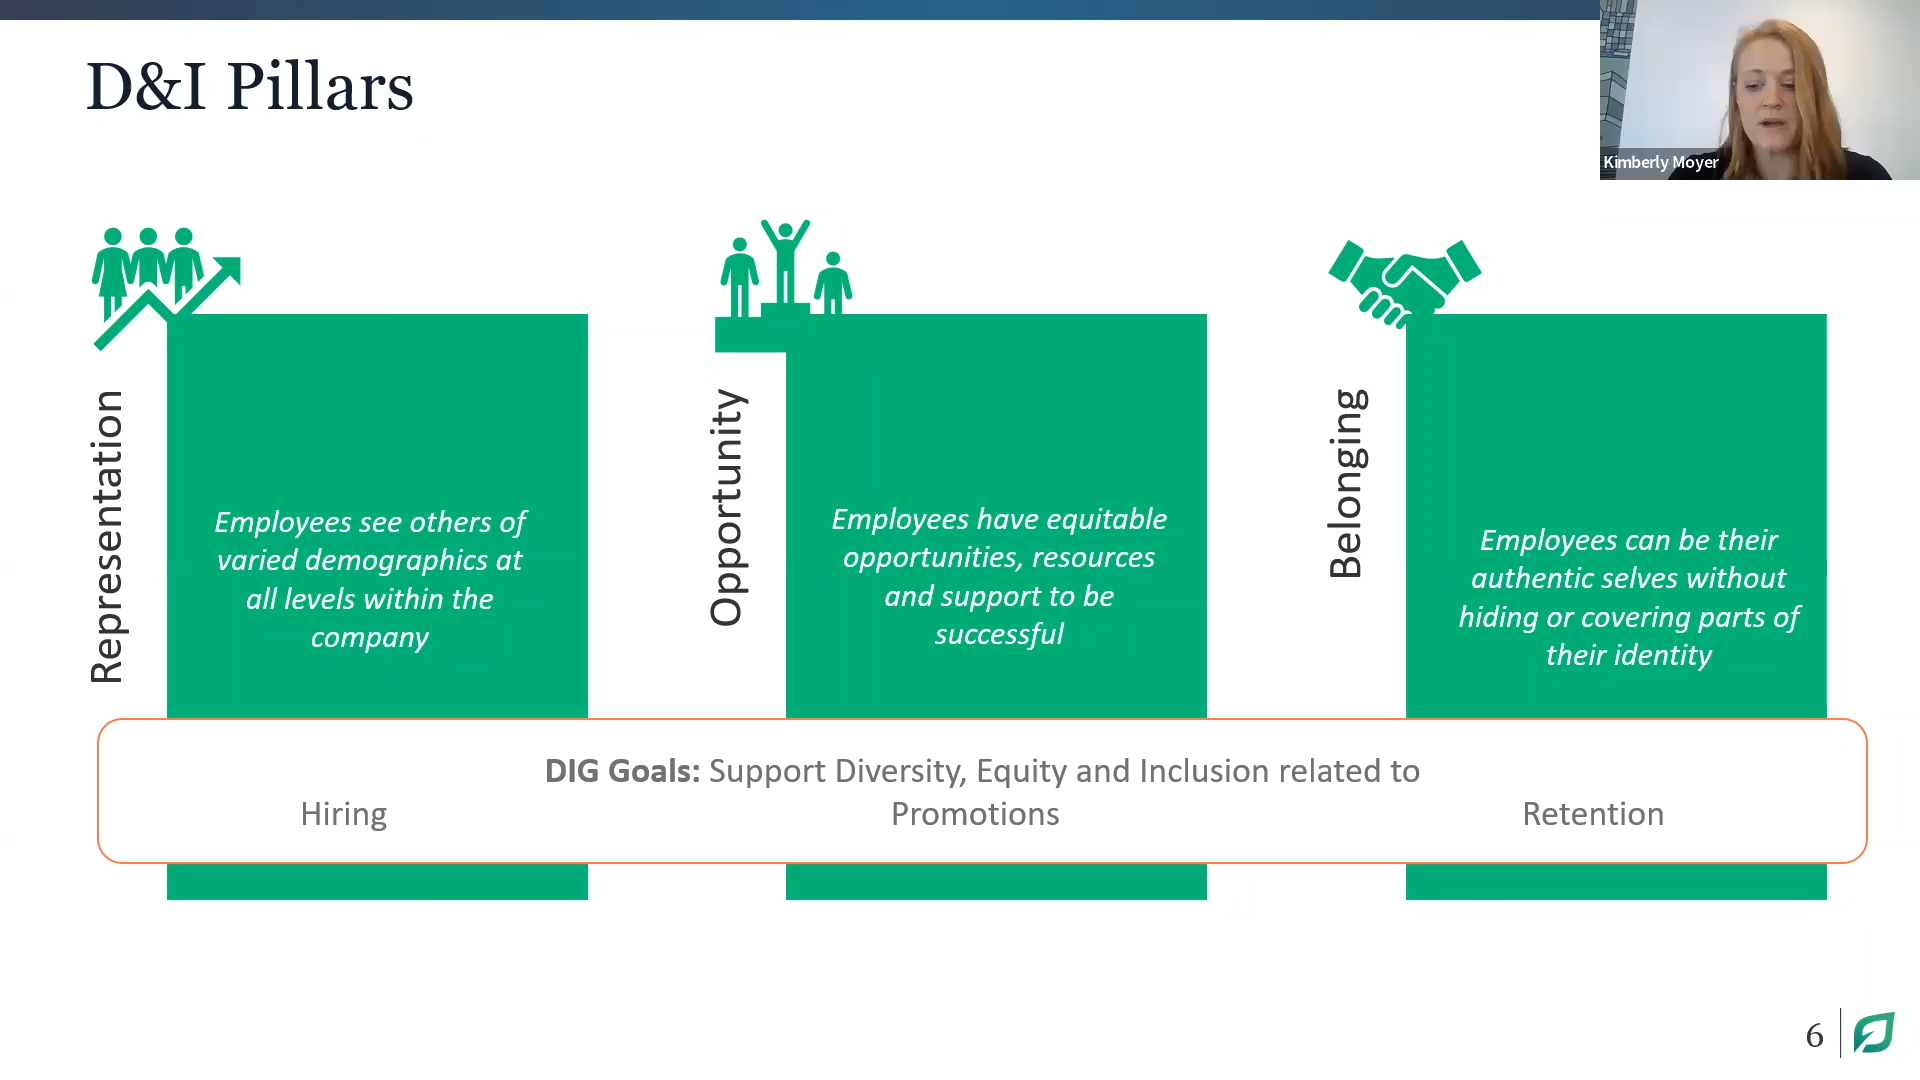 D&I Pillars
Kimberly Moyer
Representation
Employees see others of
varied demographics at
all levels within the
company
Opportunity
Employees have equitable
opportunities, resources
and support to be
successful
Belonging
Employees can be their
authentic selves without
hiding or covering parts of
their identity
DIG Goals: Support Diversity, Equity and Inclusion related to
Hiring Promotions Retention
6